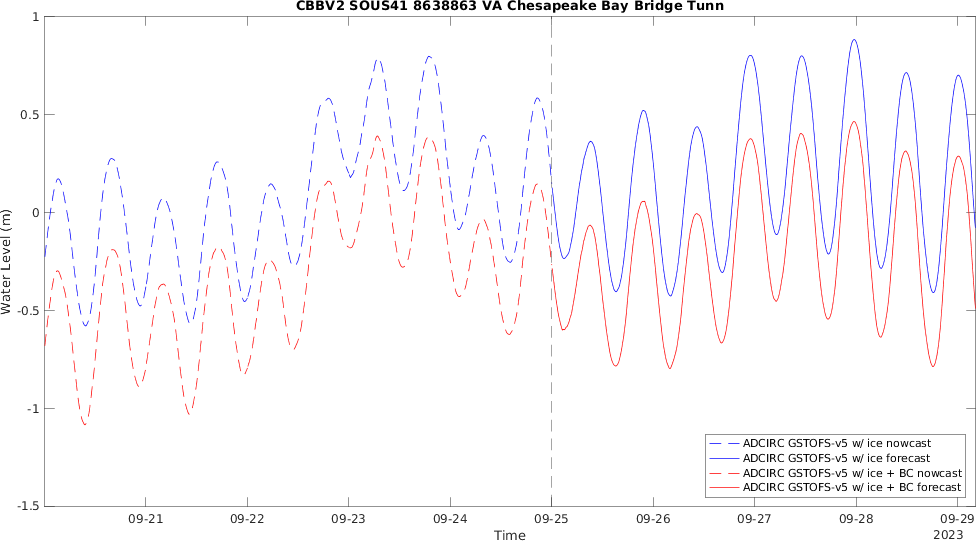 CBBV2 SOUS41 8638863 VA Chesapeake Bay Bridge Tunn
1
0.5
0
-0.5
-1
-1.5
Water Level (m)
ADCIRC GSTOFS-v5 w/ ice nowcast
ADCIRC GSTOFS-v5 w/ ice forecast
ADCIRC GSTOFS-v5 w/ ice + BC nowcast
ADCIRC GSTOFS-v5 w/ ice + BC forecast
09-21 09-22 09-23 09-24 09-25 09-26 09-27 09-28 09-29
Time
2023